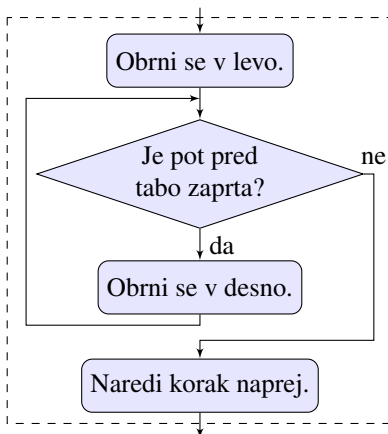 Obrni se v levo.
Je pot pred
tabo zaprta?
ne
da
Obrni se v desno.
Naredi korak naprej.